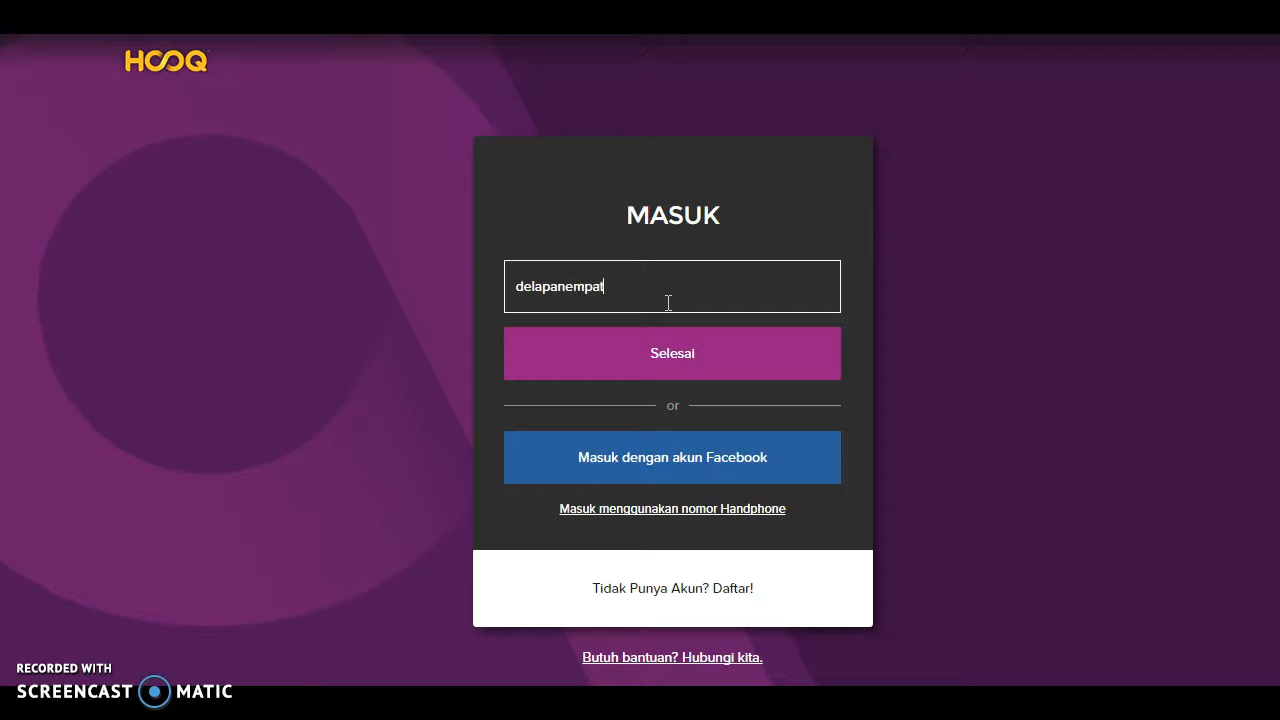 HOOQ
MASUK
delapanempat
Selesai
or
Masuk dengan akun Facebook
Masuk menggunakan nomor Handphone
Tidak Punya Akun? Daftar!
Butuh bantuan? Hubungi kita.
RECORDED WITH
SCREENCAST MATIC